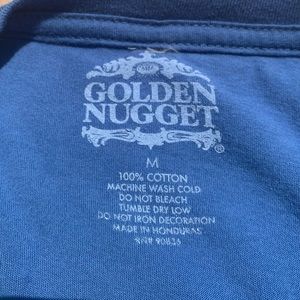 GOLDEN
NUGGET
®
M
100% COTTON
MACHINE WASH COLD
DO NOT BLEACH
TUMBLE DRY LOW
DO NOT IRON DECORATION
MADE IN HONDURAS